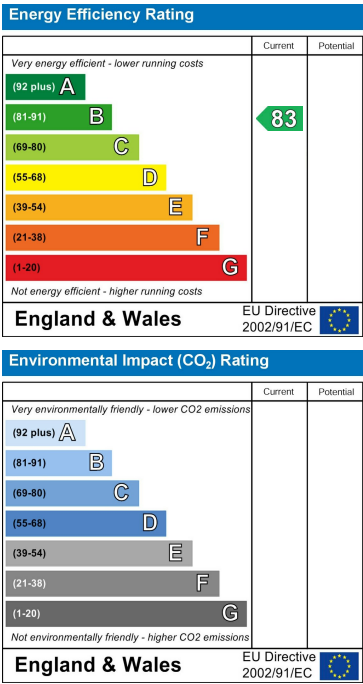 Energy Efficiency Rating
Current Potential
Very energy efficient - lower running costs
(92 plus) A
(81-91) B
83
(69-80) C
(55-68) D
(39-54) E
(21-38) F
(1-20) G
Not energy efficient - higher running costs
England & Wales
EU Directive
2002/91/EC
Environmental Impact (CO₂) Rating
Current Potential
Very environmentally friendly - lower CO2 emissions
(92 plus) A
(81-91) B
(69-80) C
(55-68) D
(39-54) E
(21-38) F
(1-20) G
Not environmentally friendly - higher CO2 emissions
England & Wales
EU Directive
2002/91/EC